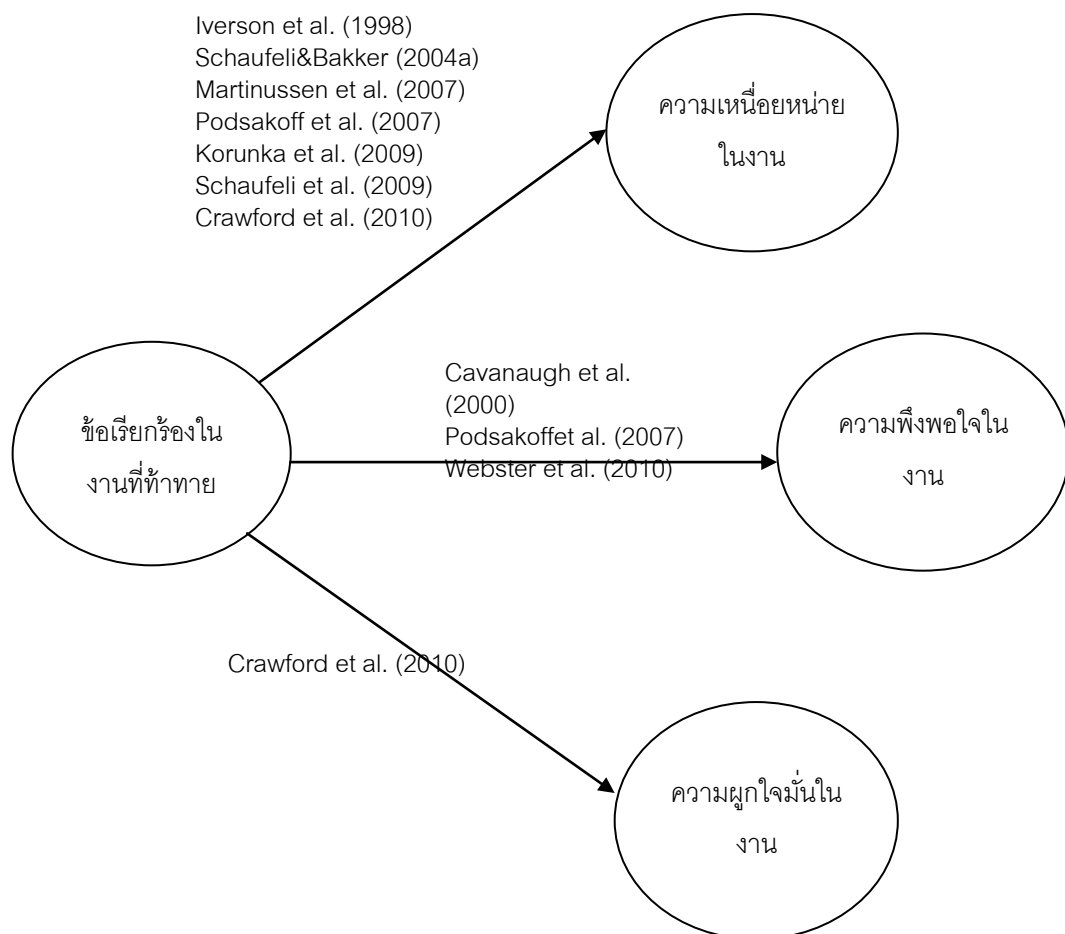 Iverson et al. (1998)
Schaufeli&Bakker (2004a)
Martinussen et al. (2007)
Podsakoff et al. (2007)
Korunka et al. (2009)
Schaufeli et al. (2009)
Crawford et al. (2010)
ความเหนื่อยหน่าย
ในงาน
Cavanaugh et al.
(2000)
Podsakoffet al. (2007)
Webster et al. (2010)
ข้อเรียกร้องใน
งานที่ท้าทาย
ความพึงพอใจใน
งาน
Crawford et al. (2010)
ความผูกใจมั่นใน
งาน